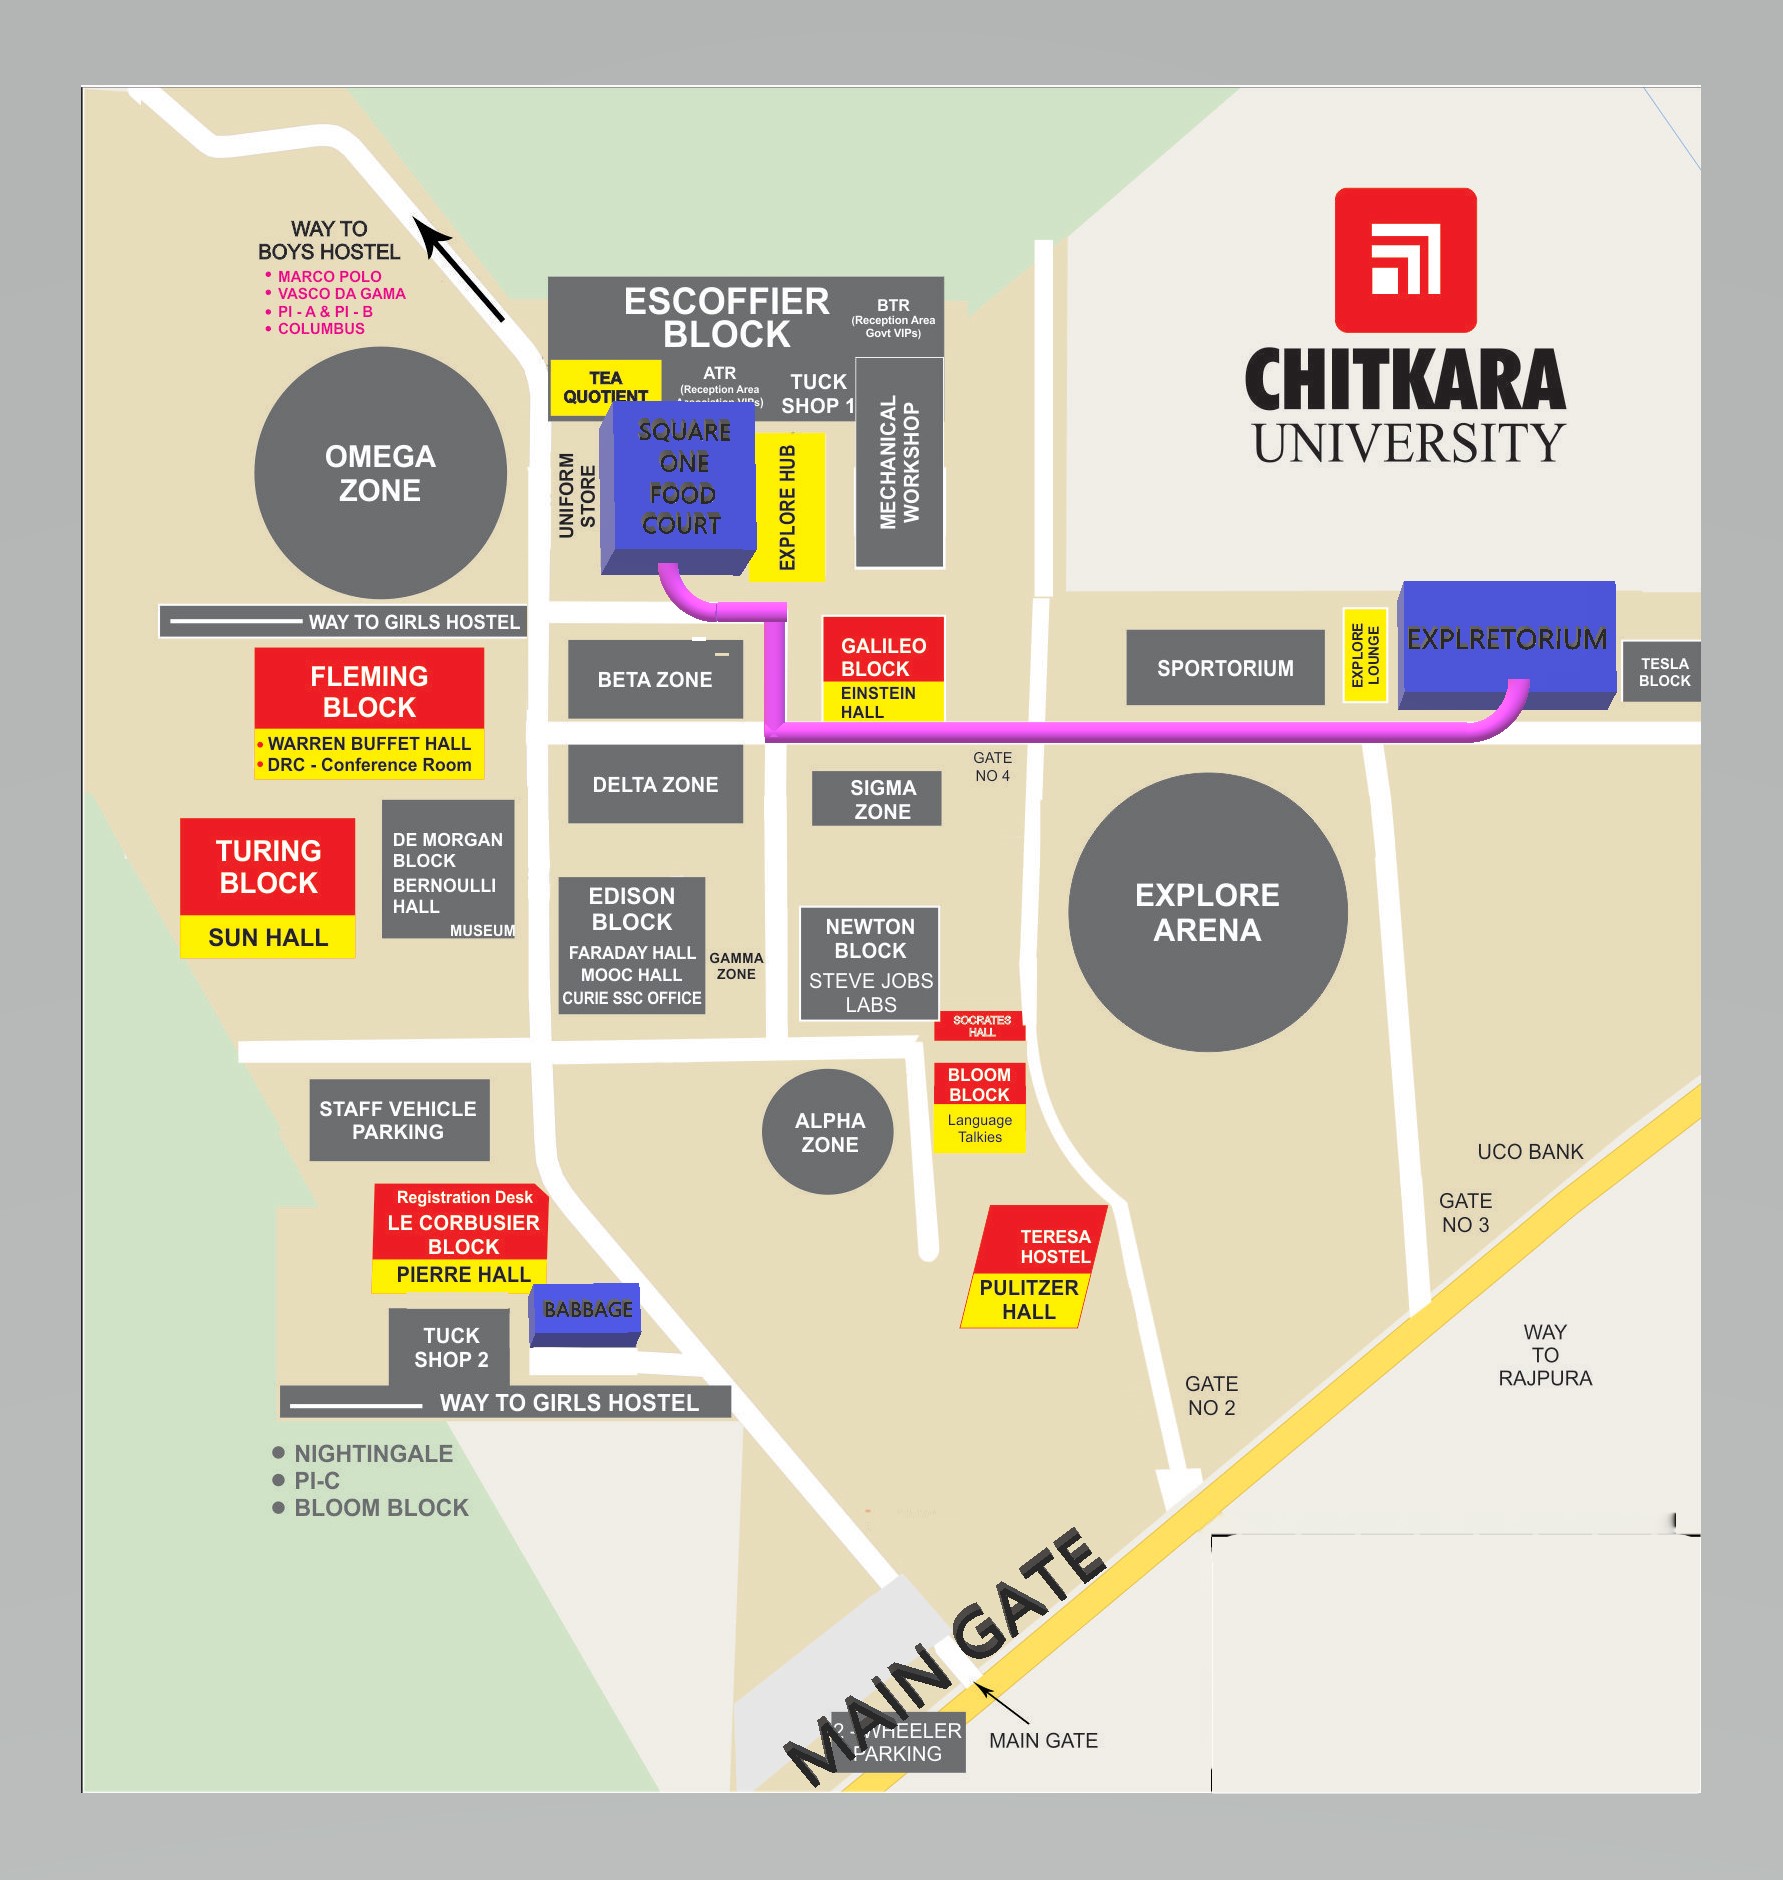 CHITKARA
UNIVERSITY
WAY TO
BOYS HOSTEL
• MARCO POLO
• VASCO DA GAMA
• PI - A & PI - B
• COLUMBUS
ESCOFFIER
BLOCK
BTR
(Reception Area
Govt VIPs)
TEA
QUOTIENT
ATR
(Reception Area
Association VIPs)
TUCK
SHOP 1
MECHANICAL
WORKSHOP
OMEGA
ZONE
UNIFORM
STORE
SQUARE
ONE
FOOD
COURT
EXPLORE HUB
WAY TO GIRLS HOSTEL
FLEMING
BLOCK
• WARREN BUFFET HALL
• DRC - Conference Room
BETA ZONE
GALILEO
BLOCK
EINSTEIN
HALL
SPORTORIUM
EXPLORE
LOUNGE
EXPLRETORIUM
TESLA
BLOCK
DELTA ZONE
SIGMA
ZONE
GATE
NO 4
TURING
BLOCK
SUN HALL
DE MORGAN
BLOCK
BERNOULLI
HALL
MUSEUM
EDISON
BLOCK
FARADAY HALL
MOOC HALL
CURIE SSC OFFICE
GAMMA
ZONE
NEWTON
BLOCK
STEVE JOBS
LABS
EXPLORE
ARENA
SOCRATES
HALL
BLOOM
BLOCK
Language
Talkies
STAFF VEHICLE
PARKING
ALPHA
ZONE
UCO BANK
GATE
NO 3
Registration Desk
LE CORBUSIER
BLOCK
PIERRE HALL
BABBAGE
TERESA
HOSTEL
PULITZER
HALL
TUCK
SHOP 2
WAY TO GIRLS HOSTEL
WAY
TO
RAJPURA
GATE
NO 2
• NIGHTINGALE
• PI-C
• BLOOM BLOCK
MAIN GATE
2 - WHEELER
PARKING
MAIN GATE